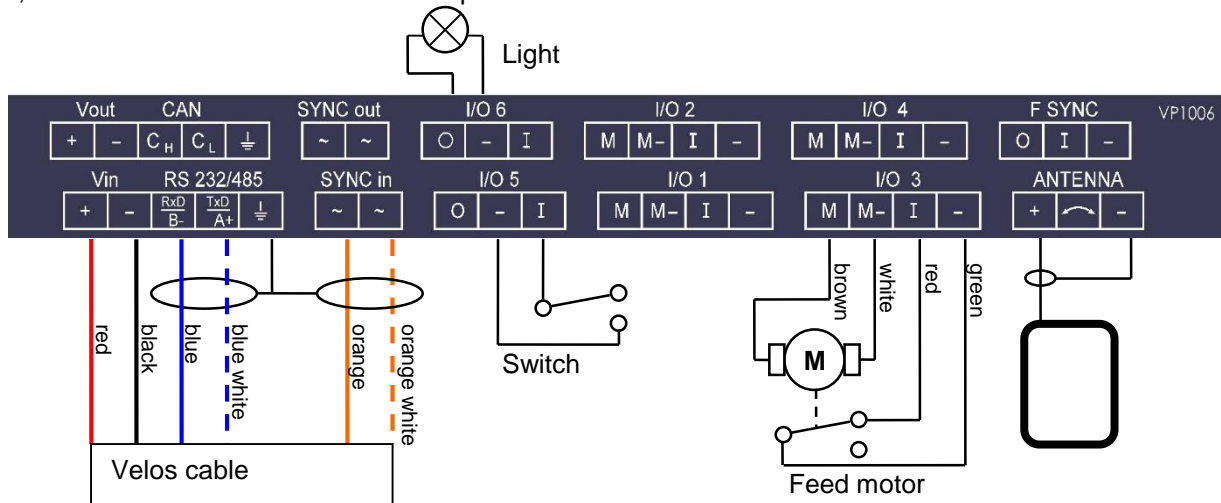 Light
Vout CAN SYNC out I/O 6 I/O 2 I/O 4 F SYNC VP1006
+ - CH CL ~ ~ O - I M M- I - M M- I - O I -
Vin RS 232/485 SYNC in I/O 5 I/O 1 I/O 3 ANTENNA
+ - RxD B- TxD A+ ~ ~ O - I M M- I - M M- I - + -
red
black
blue
blue white
orange
orange white
Switch
brown
white
red
green
M
Velos cable
Feed motor